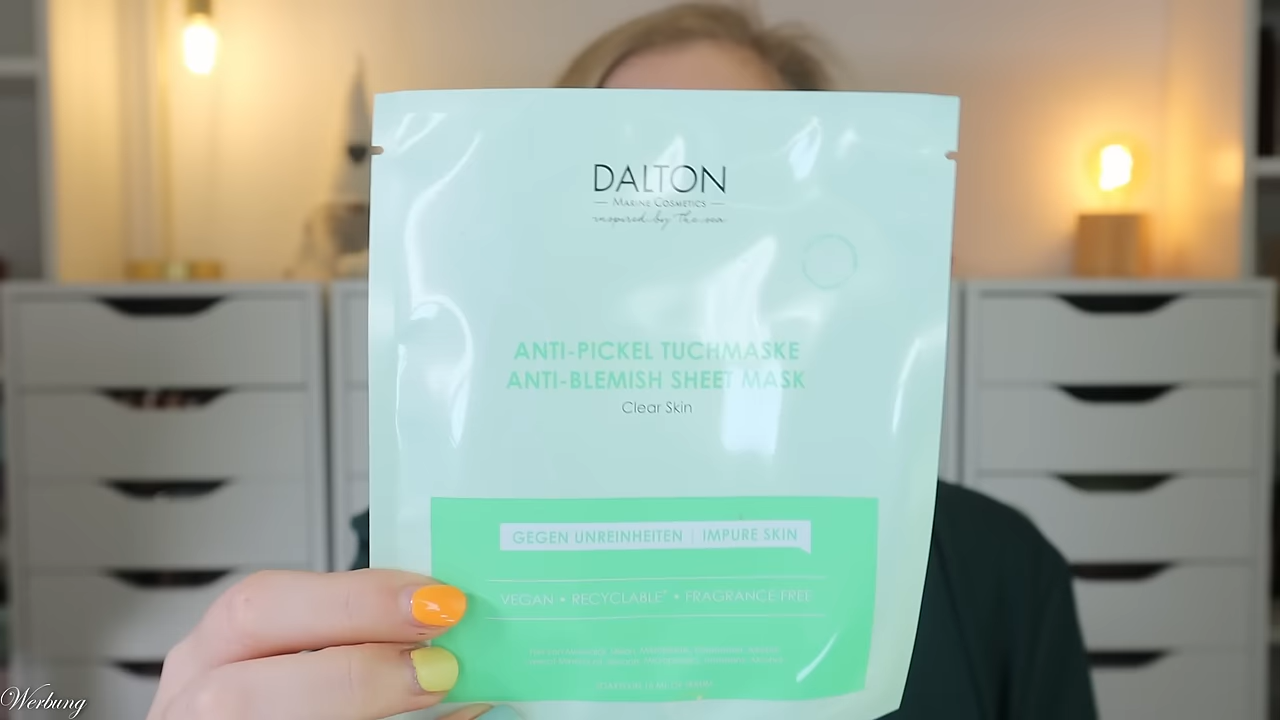 DALTON
— MARINE COSMETICS —
inspired by the sea
ANTI-PICKEL TUCHMASKE
ANTI-BLEMISH SHEET MASK
Clear Skin
GEGEN UNREINHEITEN | IMPURE SKIN
VEGAN • RECYCLABLE* • FRAGRANCE FREE
Werbung